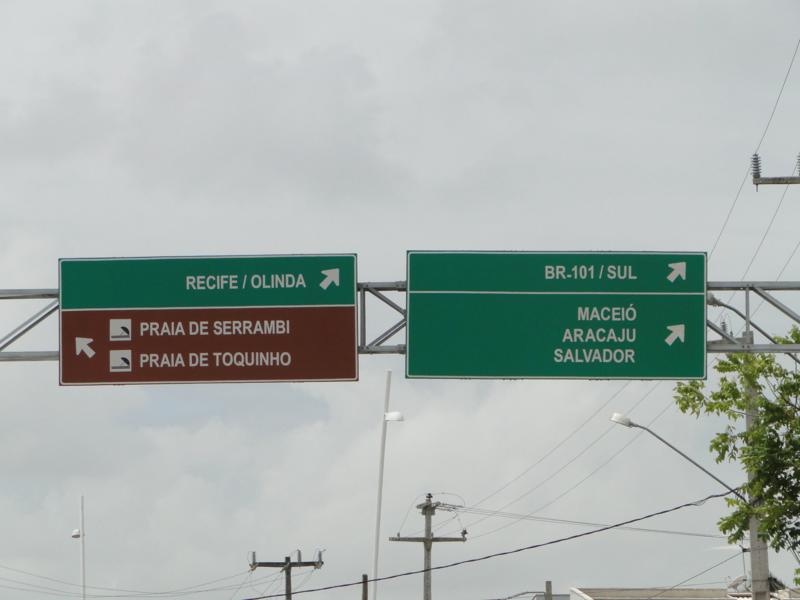 RECIFE / OLINDA
PRAIA DE SERRAMBI
PRAIA DE TOQUINHO
BR-101 / SUL
MACEIÓ
ARACAJU
SALVADOR